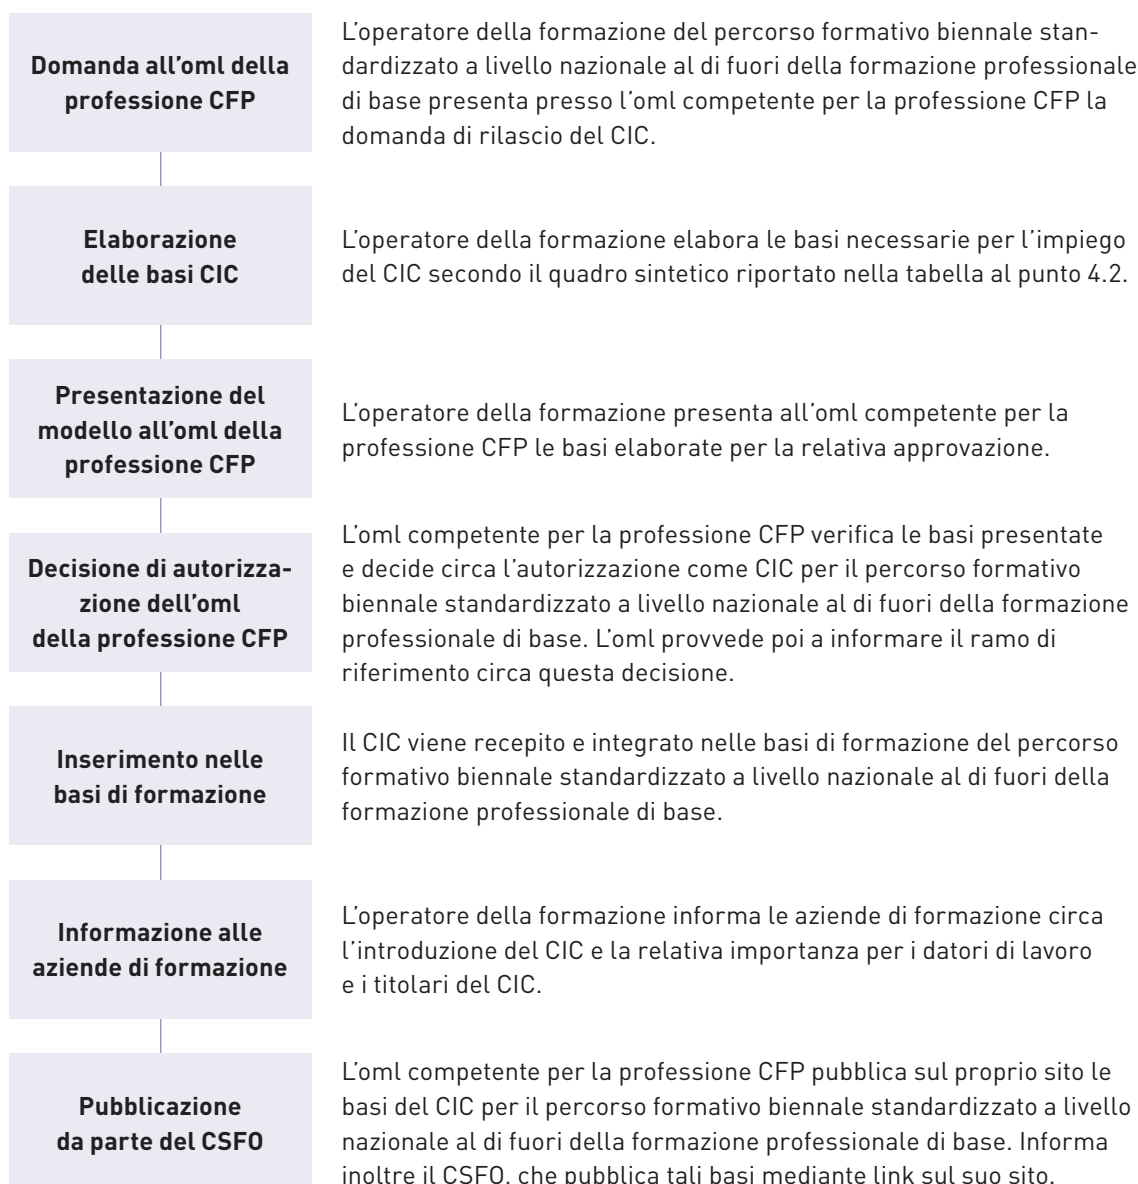 Domanda all'oml della
professione CFP
L'operatore della formazione del percorso formativo biennale stan-
dardizzato a livello nazionale al di fuori della formazione professionale
di base presenta presso l'oml competente per la professione CFP la
domanda di rilascio del CIC.
Elaborazione
delle basi CIC
L'operatore della formazione elabora le basi necessarie per l'impiego
del CIC secondo il quadro sintetico riportato nella tabella al punto 4.2.
Presentazione del
modello all'oml della
professione CFP
L'operatore della formazione presenta all'oml competente per la
professione CFP le basi elaborate per la relativa approvazione.
Decisione di autorizza-
zione dell'oml
della professione CFP
L'oml competente per la professione CFP verifica le basi presentate
e decide circa l'autorizzazione come CIC per il percorso formativo
biennale standardizzato a livello nazionale al di fuori della formazione
professionale di base. L'oml provvede poi a informare il ramo di
riferimento circa questa decisione.
Inserimento nelle
basi di formazione
Il CIC viene recepito e integrato nelle basi di formazione del percorso
formativo biennale standardizzato a livello nazionale al di fuori della
formazione professionale di base.
Informazione alle
aziende di formazione
L'operatore della formazione informa le aziende di formazione circa
l'introduzione del CIC e la relativa importanza per i datori di lavoro
e i titolari del CIC.
Pubblicazione
da parte del CSFO
L'oml competente per la professione CFP pubblica sul proprio sito le
basi del CIC per il percorso formativo biennale standardizzato a livello
nazionale al di fuori della formazione professionale di base. Informa
inoltre il CSFO, che pubblica tali basi mediante link sul suo sito.